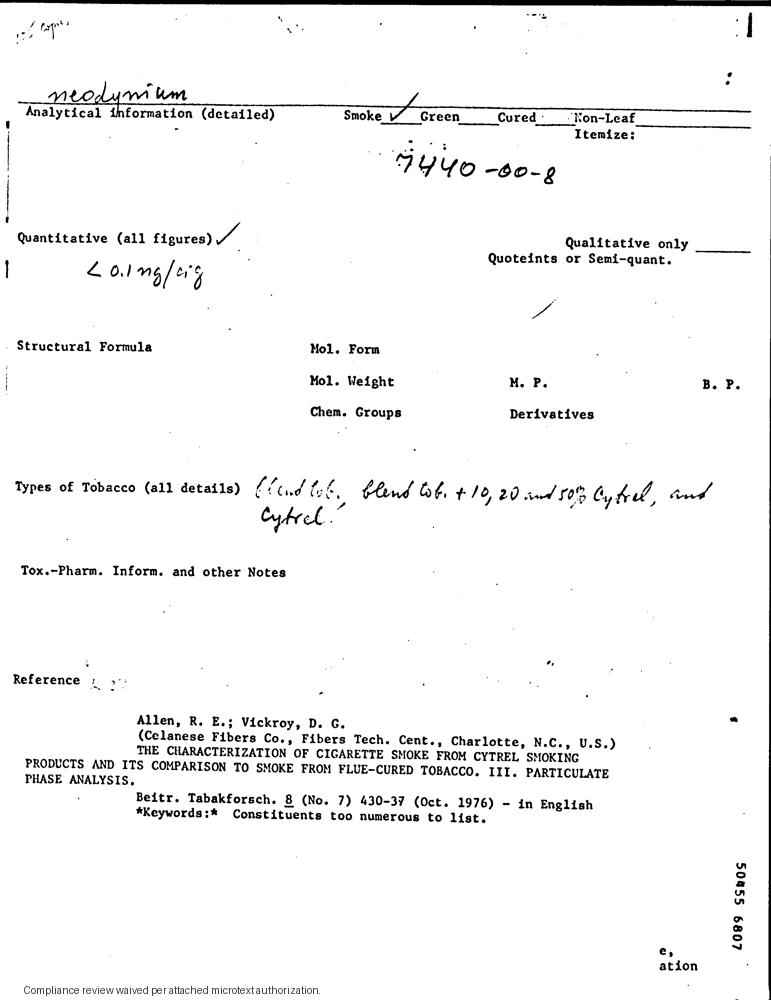 neodynium
Analytical information (detailed) Smoke ✓ Green Cured Non-Leaf
Itemize:
7440-00-8
Quantitative (all figures) ✓ Qualitative only
Quoteints or Semi-quant.
< 0.1 ng/cig
Structural Formula Mol. Form
Mol. Weight M. P. B. P.
Chem. Groups Derivatives
Types of Tobacco (all details) blend tob., blend tob. + 10, 20 and 50% Cytrel, and
Cytrel.
Tox.-Pharm. Inform. and other Notes
Reference
Allen, R. E.; Vickroy, D. G.
(Celanese Fibers Co., Fibers Tech. Cent., Charlotte, N.C., U.S.)
THE CHARACTERIZATION OF CIGARETTE SMOKE FROM CYTREL SMOKING
PRODUCTS AND ITS COMPARISON TO SMOKE FROM FLUE-CURED TOBACCO. III. PARTICULATE
PHASE ANALYSIS.
Beitr. Tabakforsch. 8 (No. 7) 430-37 (Oct. 1976) - in English
*Keywords:* Constituents too numerous to list.
50455 6807
e,
ation
Compliance review waived per attached microtext authorization.